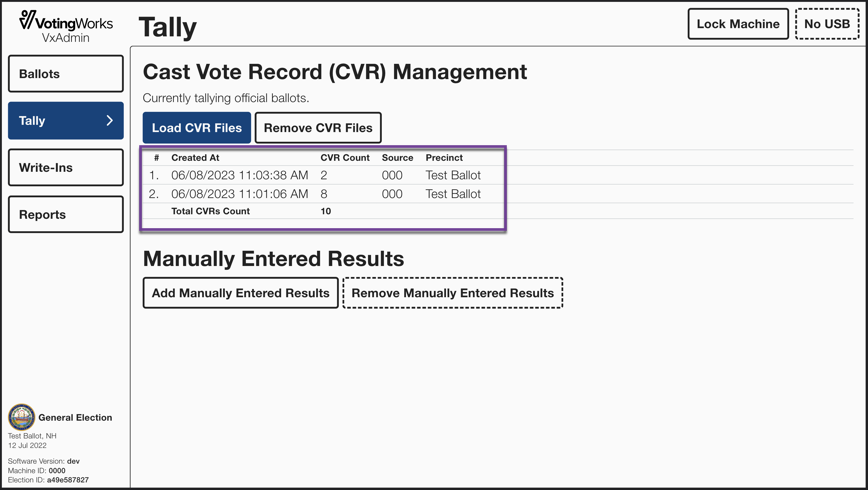 VotingWorks
VxAdmin
Tally
Lock Machine
No USB
Ballots
Tally
Write-Ins
Reports
Cast Vote Record (CVR) Management
Currently tallying official ballots.
Load CVR Files
Remove CVR Files
# Created At CVR Count Source Precinct
1. 06/08/2023 11:03:38 AM 2 000 Test Ballot
2. 06/08/2023 11:01:06 AM 8 000 Test Ballot
Total CVRs Count 10
Manually Entered Results
Add Manually Entered Results
Remove Manually Entered Results
General Election
Test Ballot, NH
12 Jul 2022
Software Version: dev
Machine ID: 0000
Election ID: a49e587827